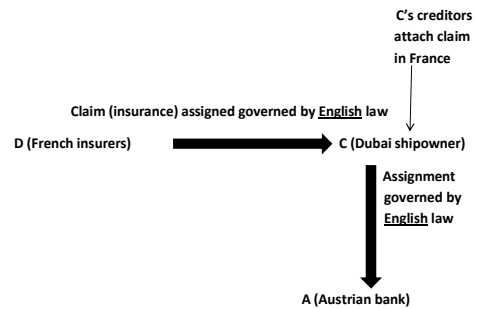 C's creditors
attach claim
in France
Claim (insurance) assigned governed by English law
D (French insurers)
C (Dubai shipowner)
Assignment
governed by
English law
A (Austrian bank)